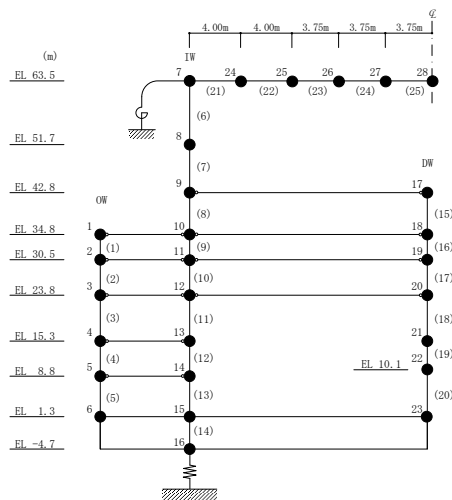 ℄
4.00m 4.00m 3.75m 3.75m 3.75m
(m) IW
EL 63.5 7 24 25 26 27 28
(21) (22) (23) (24) (25)
(6)
EL 51.7 8
(7)
EL 42.8 9 DW 17
OW
(8) (15)
EL 34.8 1 10 18
(1) (9) (16)
EL 30.5 2 11 19
(2) (10) (17)
EL 23.8 3 12 20
(3) (11) (18)
EL 15.3 4 13 21
(4) (12) (19)
EL 10.1 22
EL 8.8 5 14
(5) (13) (20)
EL 1.3 6 15 23
(14)
EL -4.7 16